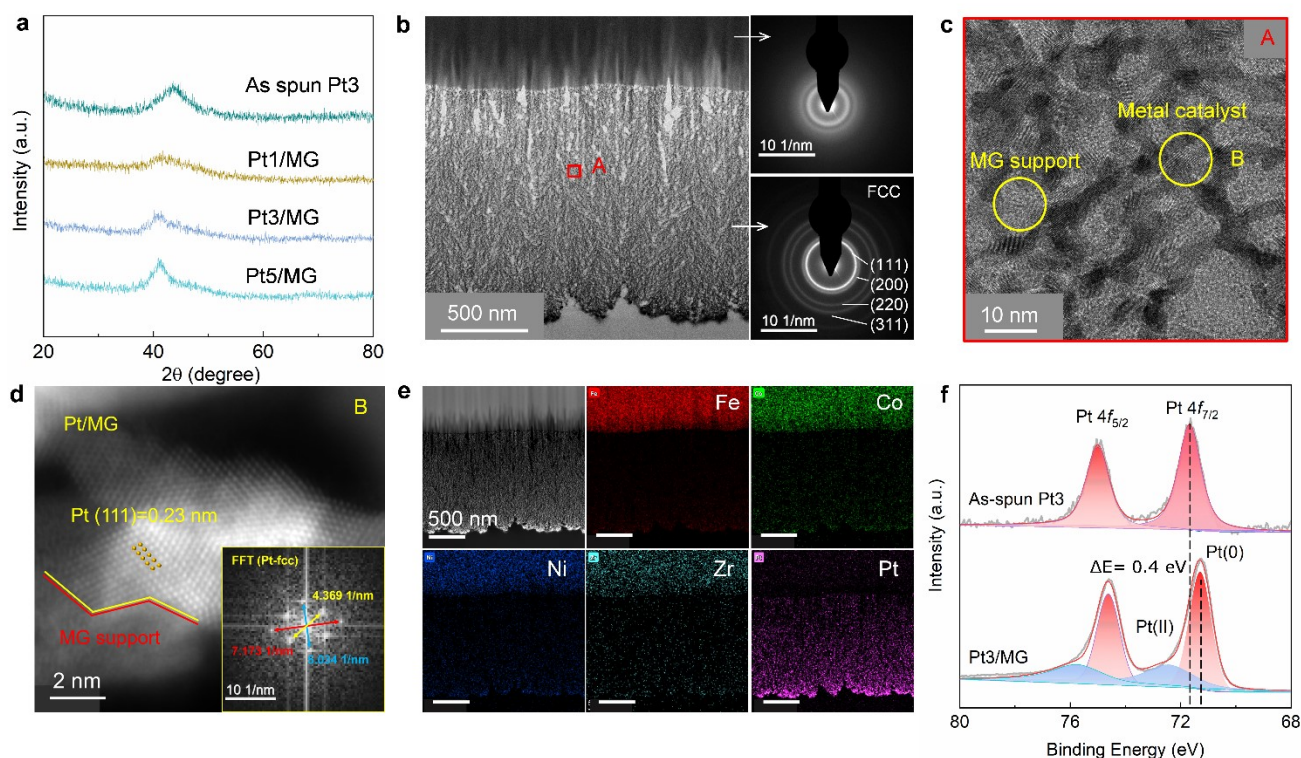 a
Intensity (a.u.)
As spun Pt3
Pt1/MG
Pt3/MG
Pt5/MG
20
40
60
80
2θ (degree)
b
A
500 nm
10 1/nm
FCC
(111)
(200)
(220)
(311)
10 1/nm
c
A
Metal catalyst
MG support
B
10 nm
d
B
Pt/MG
Pt (111)=0.23 nm
MG support
2 nm
FFT (Pt-fcc)
4.369 1/nm
10 1/nm
e
500 nm
Fe
Co
Ni
Zr
Pt
f
Intensity (a.u.)
Pt 4f5/2
Pt 4f7/2
As-spun Pt3
Pt(0)
ΔE= 0.4 eV
Pt(II)
Pt3/MG
80
76
72
68
Binding Energy (eV)